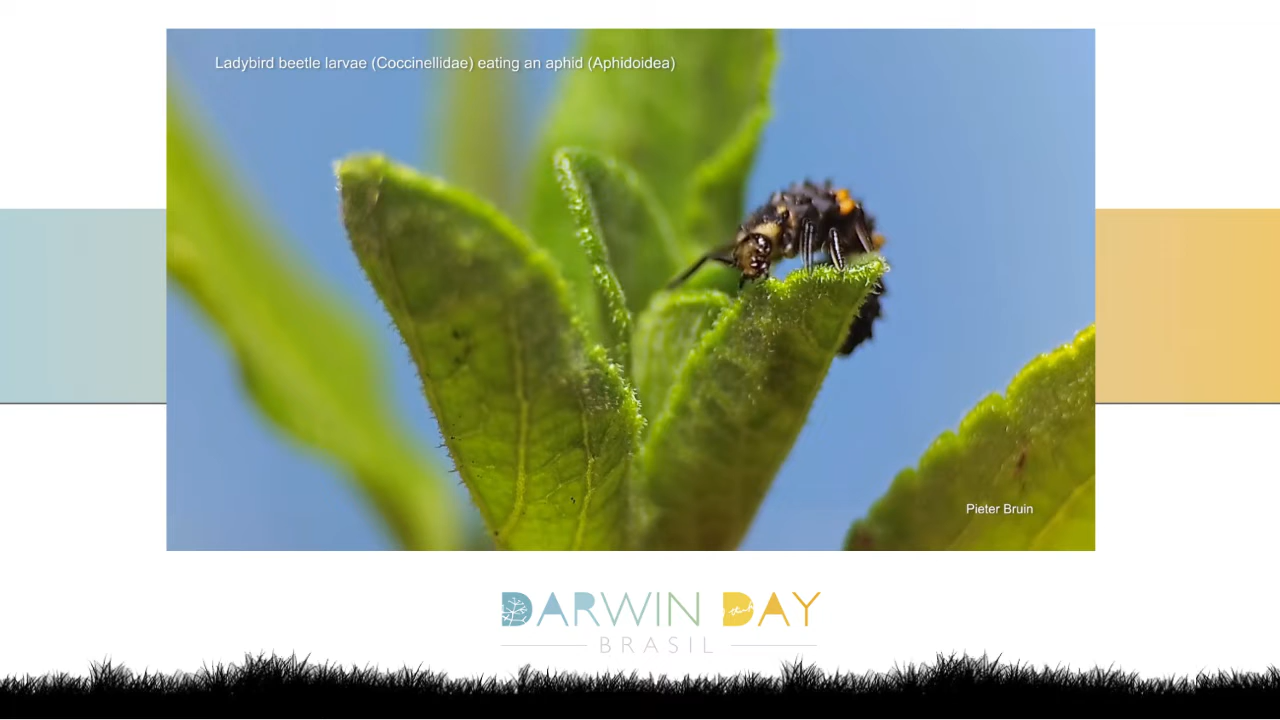 Ladybird beetle larvae (Coccinellidae) eating an aphid (Aphidoidea)
Pieter Bruin
DARWIN DAY
BRASIL